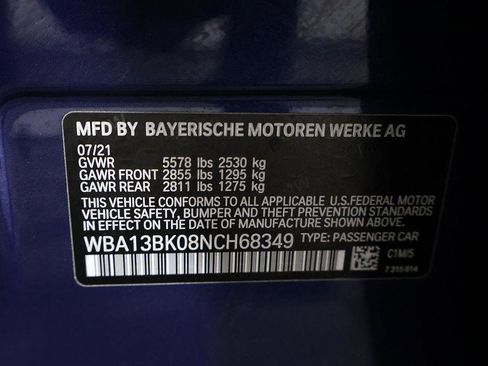 MFD BY BAYERISCHE MOTOREN WERKE AG
07/21
GVWR 5578 lbs 2530 kg
GAWR FRONT 2855 lbs 1295 kg
GAWR REAR 2811 lbs 1275 kg
THIS VEHICLE CONFORMS TO ALL APPLICABLE U.S.FEDERAL MOTOR
VEHICLE SAFETY, BUMPER AND THEFT PREVENTION STANDARDS
IN EFFECT ON THE DATE OF MANUFACTURE SHOWN ABOVE.
WBA13BK08NCH68349 TYPE: PASSENGER CAR
C1MI5
7315814